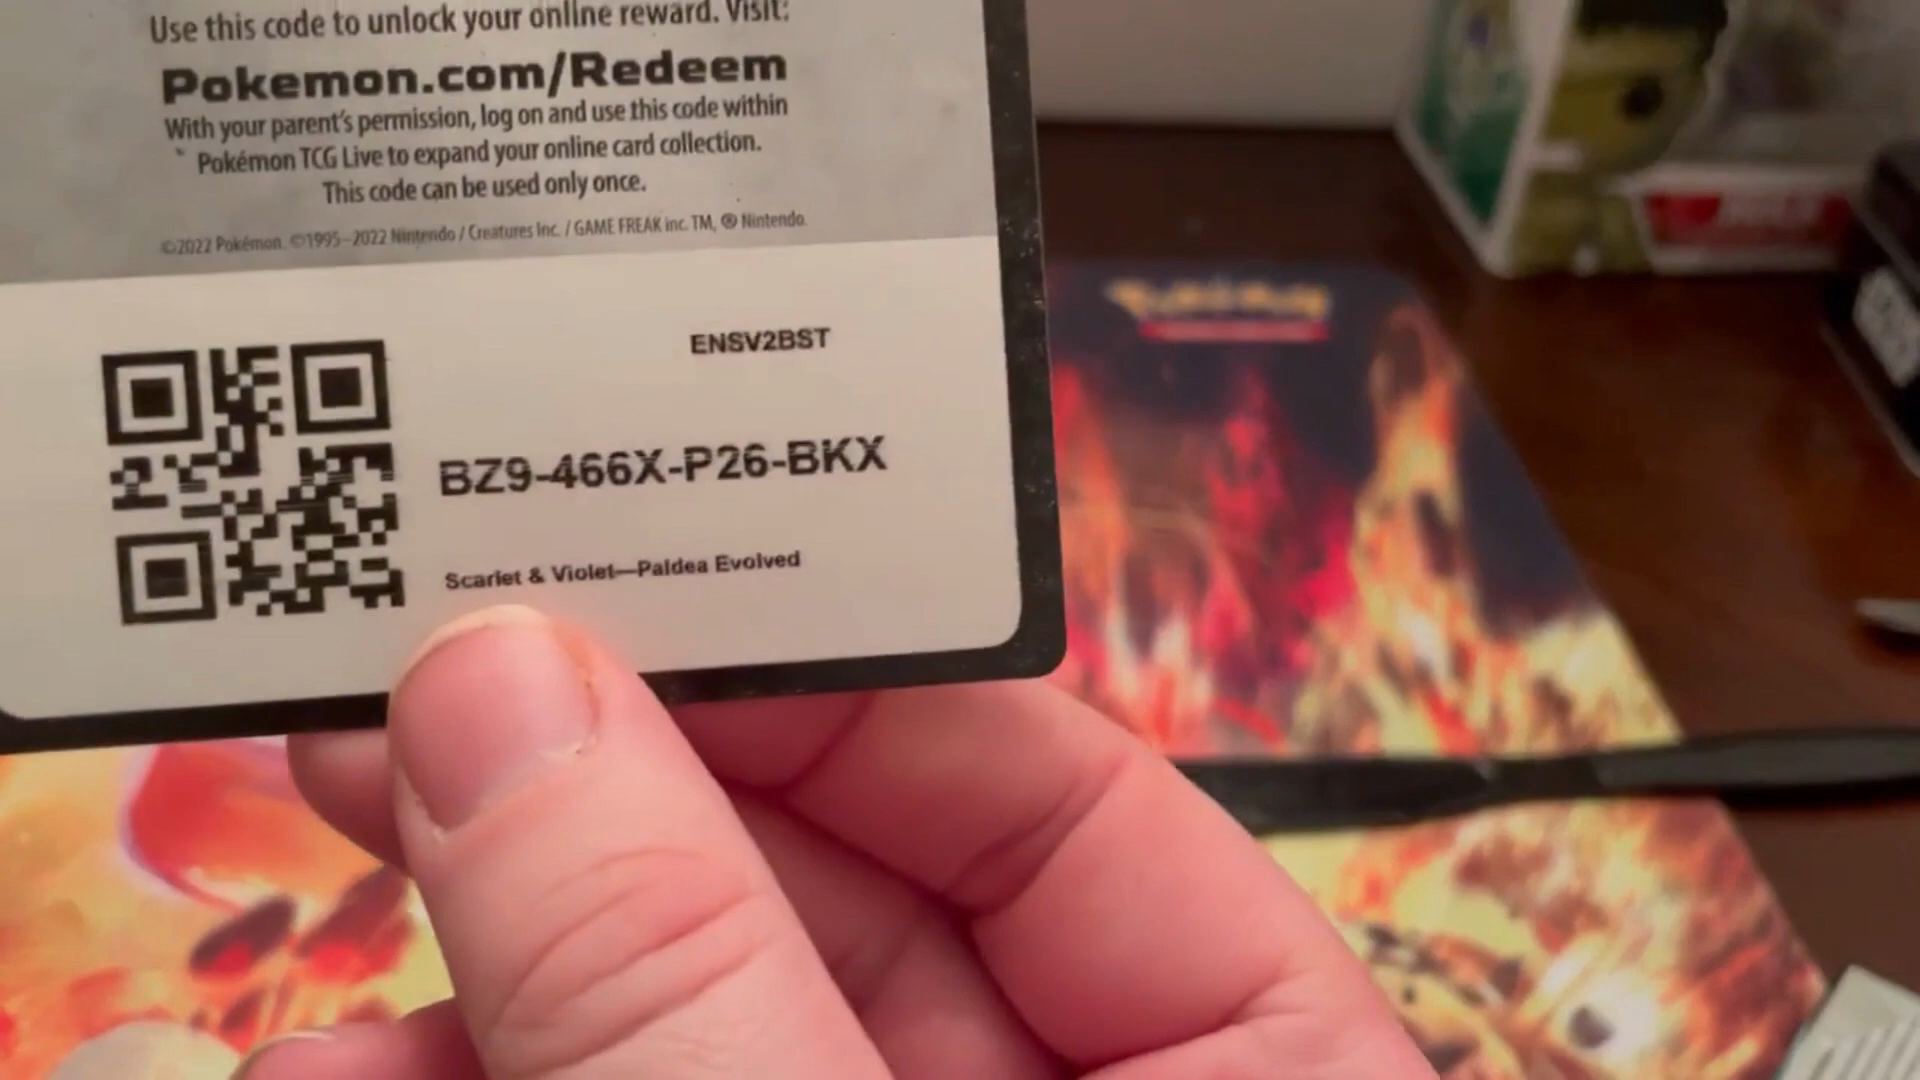 Use this code to unlock your online reward. Visit:
Pokemon.com/Redeem
With your parent's permission, log on and use this code within
Pokémon TCG Live to expand your online card collection.
This code can be used only once.
©2022 Pokémon. ©1995–2022 Nintendo / Creatures Inc. / GAME FREAK inc. TM, ® Nintendo.
ENSV2BST
BZ9-466X-P26-BKX
Scarlet & Violet—Paldea Evolved
Pokémon